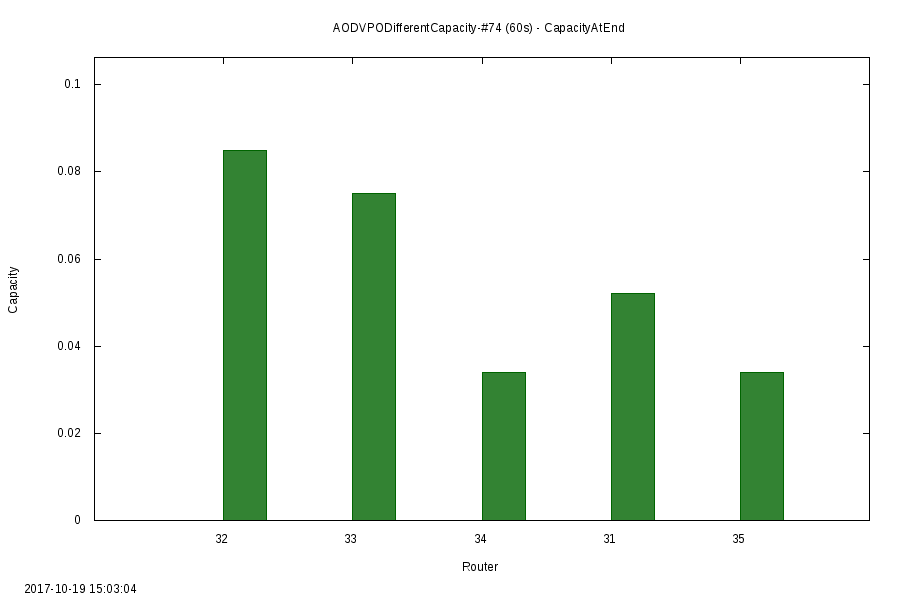 AODVPODifferentCapacity-#74 (60s) - CapacityAtEnd
0.1
0.08
0.06
0.04
0.02
0
Capacity
32 33 34 31 35
Router
2017-10-19 15:03:04